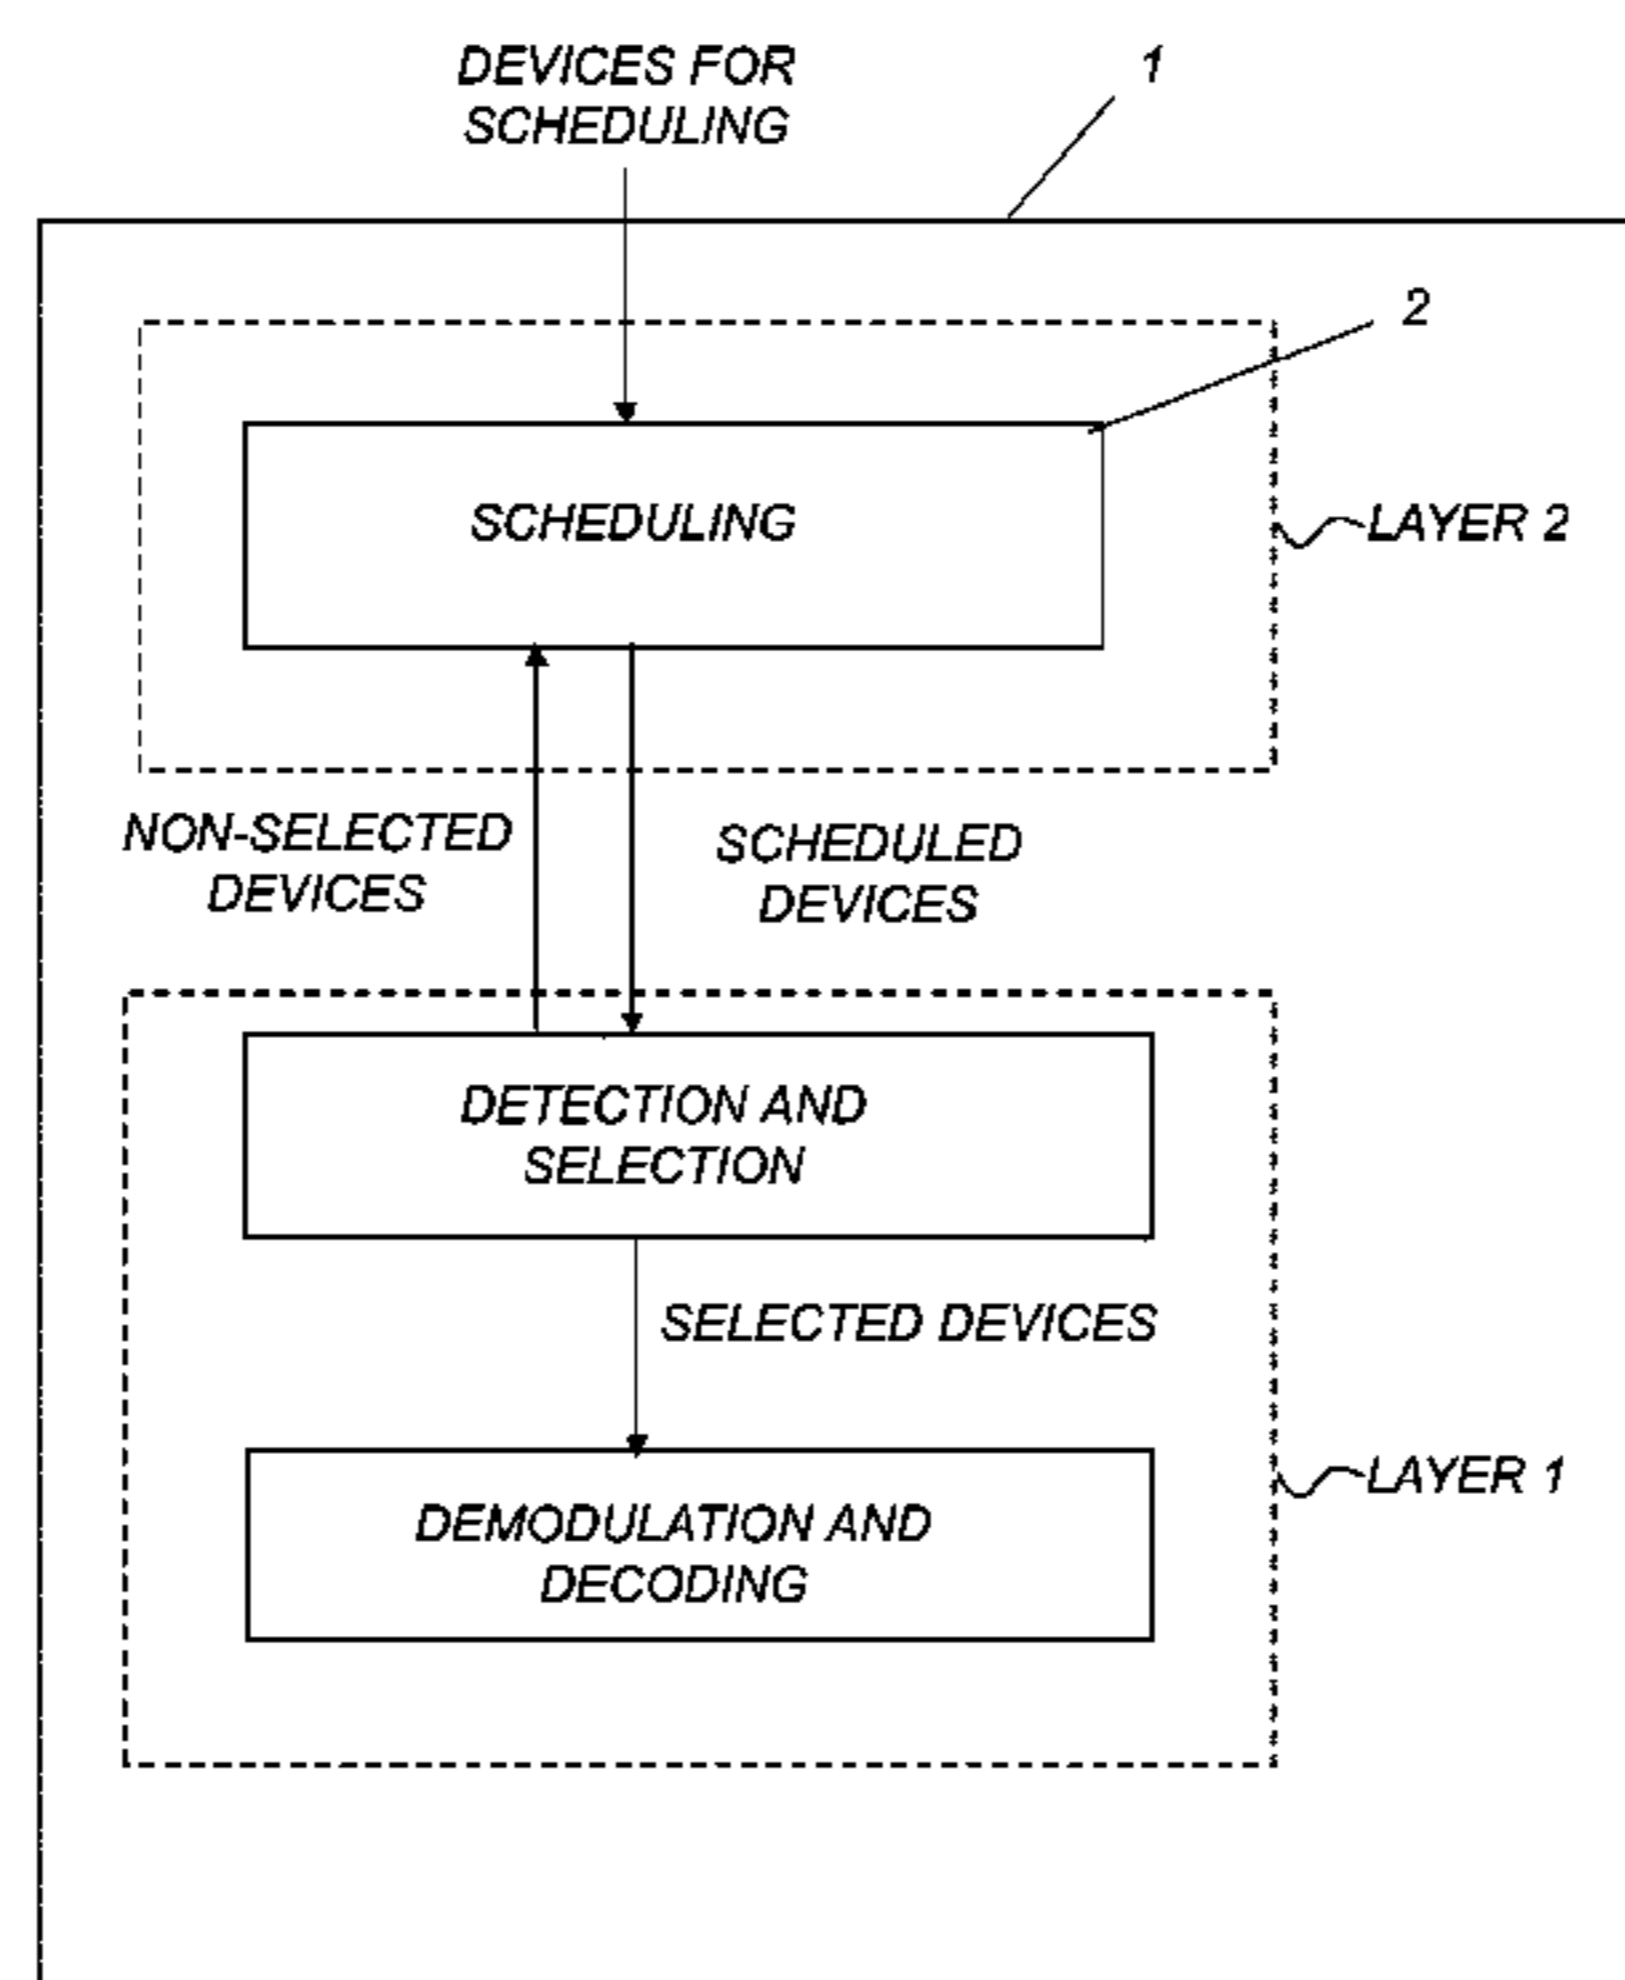 DEVICES FOR
SCHEDULING
1
2
SCHEDULING
LAYER 2
NON-SELECTED
DEVICES
SCHEDULED
DEVICES
DETECTION AND
SELECTION
SELECTED DEVICES
LAYER 1
DEMODULATION AND
DECODING